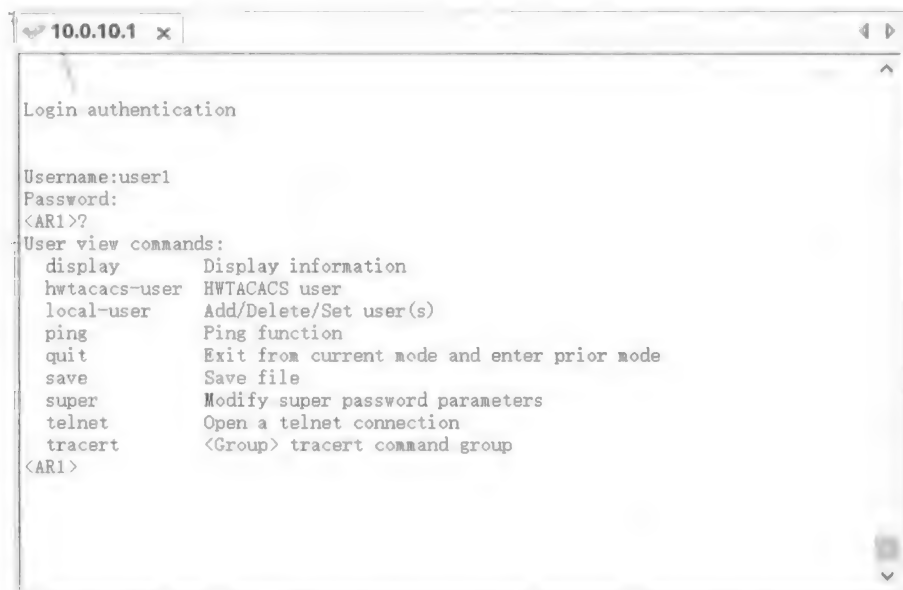 10.0.10.1 ×
Login authentication
Username:user1
Password:
<AR1>?
User view commands:
display Display information
hwtacacs-user HWTACACS user
local-user Add/Delete/Set user(s)
ping Ping function
quit Exit from current mode and enter prior mode
save Save file
super Modify super password parameters
telnet Open a telnet connection
tracert <Group> tracert command group
<AR1>